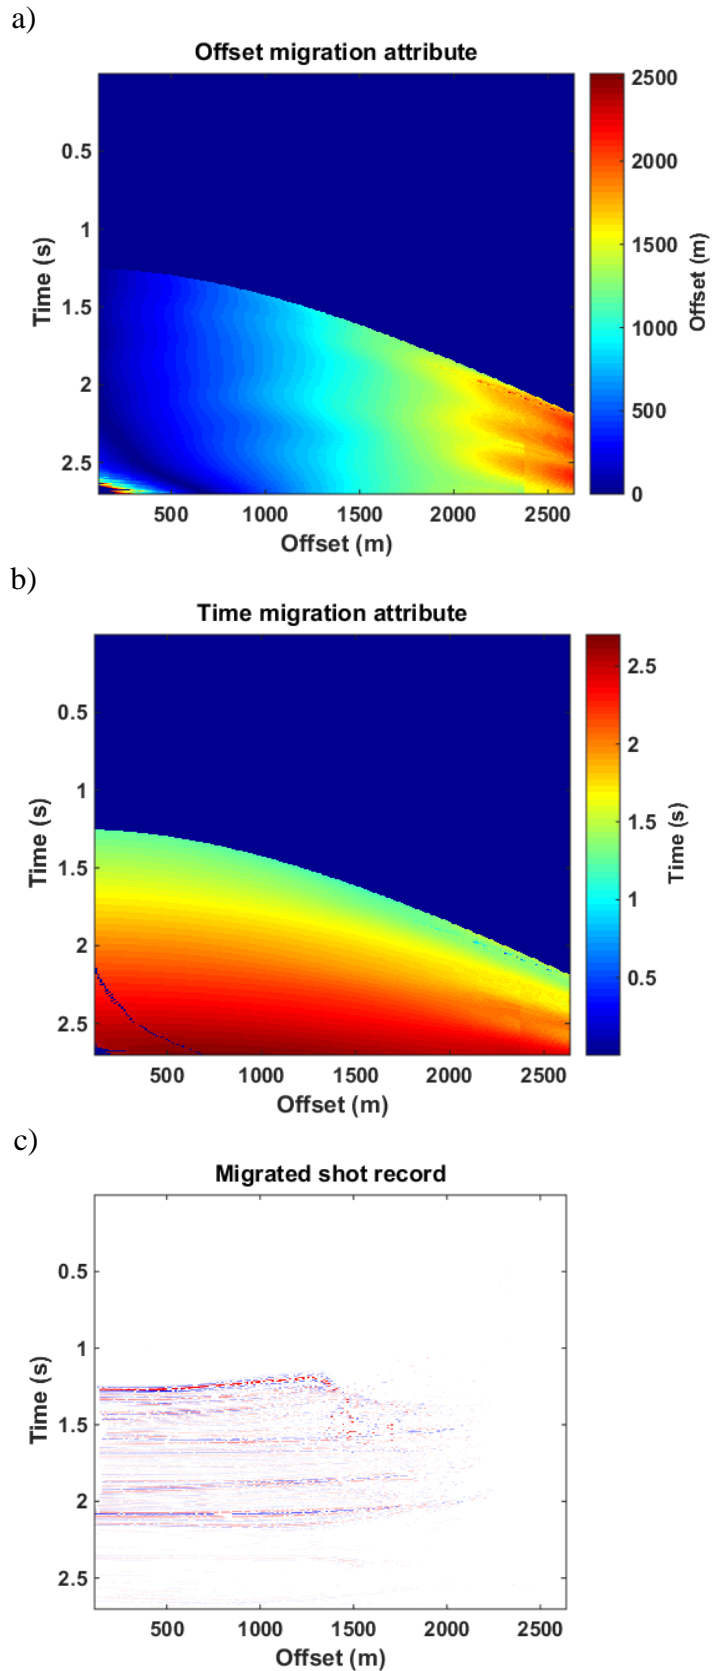 a)
Offset migration attribute
0.5
1
1.5
2
2.5
Time (s)
500 1000 1500 2000 2500
Offset (m)
2500
2000
1500
1000
500
0
Offset (m)
b)
Time migration attribute
0.5
1
1.5
2
2.5
Time (s)
500 1000 1500 2000 2500
Offset (m)
2.5
2
1.5
1
0.5
Time (s)
c)
Migrated shot record
0.5
1
1.5
2
2.5
Time (s)
500 1000 1500 2000 2500
Offset (m)